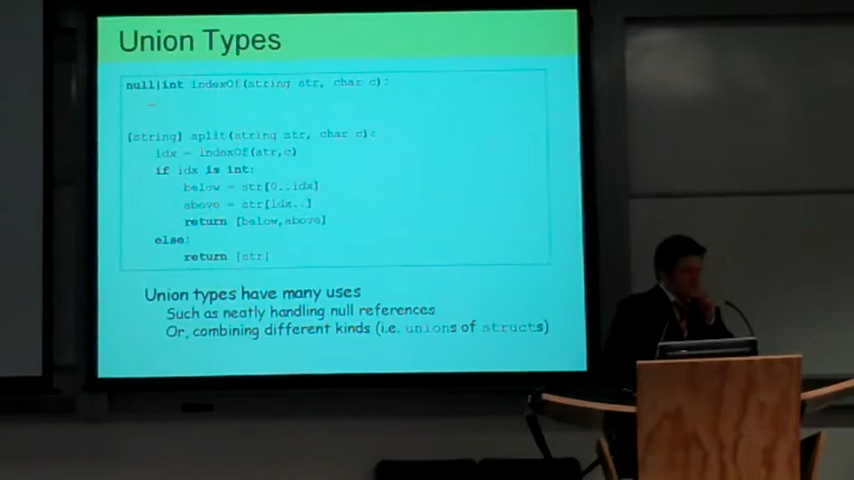 Union Types
null|int indexOf(string str, char c):
[string] split(string str, char c):
idx = indexOf(str,c)
if idx is int:
below = str[0..idx]
above = str[idx..]
return [below,above]
else:
return [str]
Union types have many uses
Such as neatly handling null references
Or, combining different kinds (i.e. unions of structs)